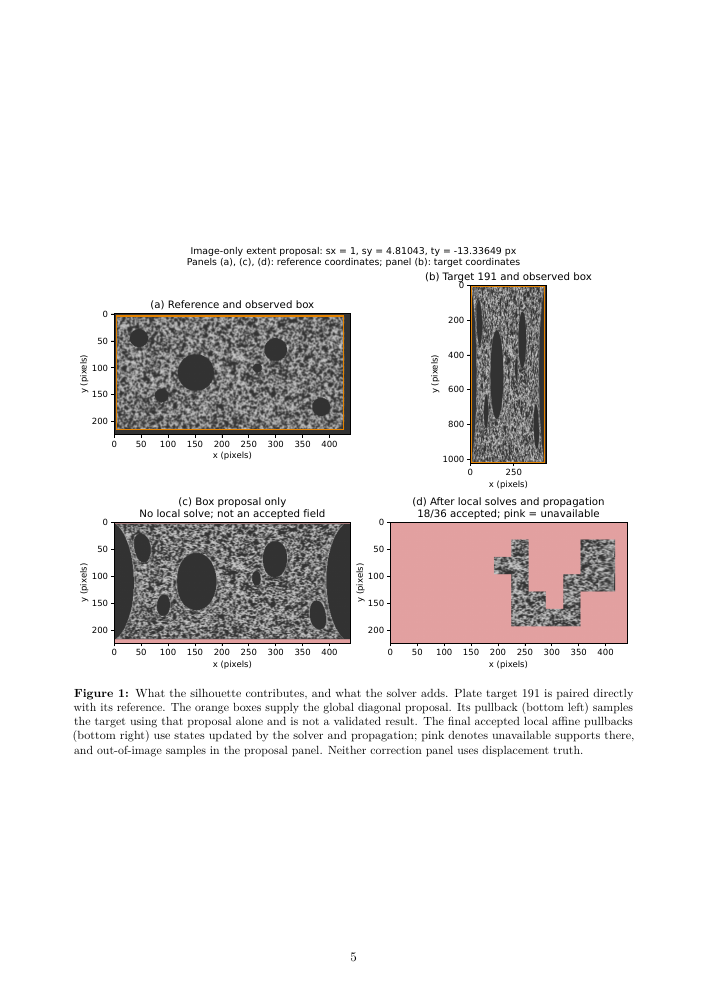 Image-only extent proposal: sx = 1, sy = 4.81043, ty = -13.33649 px
Panels (a), (c), (d): reference coordinates; panel (b): target coordinates
(b) Target 191 and observed box
(a) Reference and observed box
0
50
100
150
200
y (pixels)
0 50 100 150 200 250 300 350 400
x (pixels)
0
200
400
600
800
1000
y (pixels)
0 250
x (pixels)
(c) Box proposal only
No local solve; not an accepted field
0
50
100
150
200
y (pixels)
0 50 100 150 200 250 300 350 400
x (pixels)
(d) After local solves and propagation
18/36 accepted; pink = unavailable
0
50
100
150
200
y (pixels)
0 50 100 150 200 250 300 350 400
x (pixels)
Figure 1: What the silhouette contributes, and what the solver adds. Plate target 191 is paired directly
with its reference. The orange boxes supply the global diagonal proposal. Its pullback (bottom left) samples
the target using that proposal alone and is not a validated result. The final accepted local affine pullbacks
(bottom right) use states updated by the solver and propagation; pink denotes unavailable supports there,
and out-of-image samples in the proposal panel. Neither correction panel uses displacement truth.
5